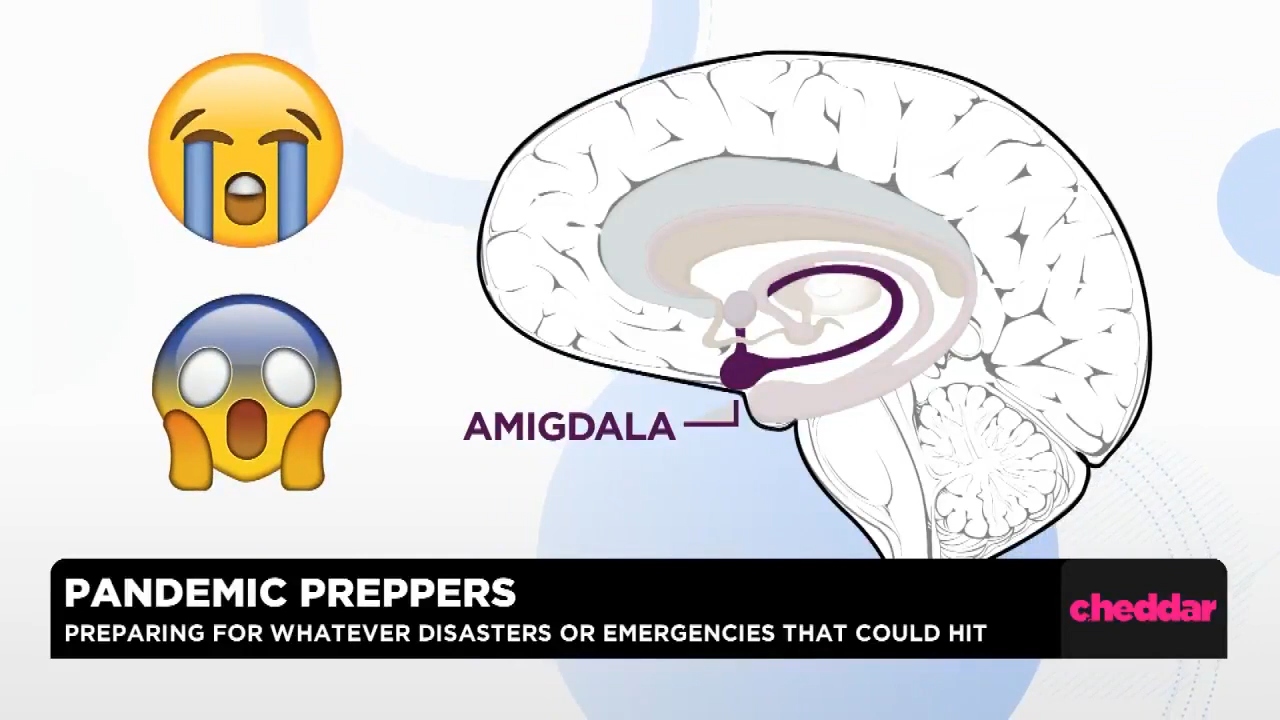 AMIGDALA
PANDEMIC PREPPERS
PREPARING FOR WHATEVER DISASTERS OR EMERGENCIES THAT COULD HIT
cheddar